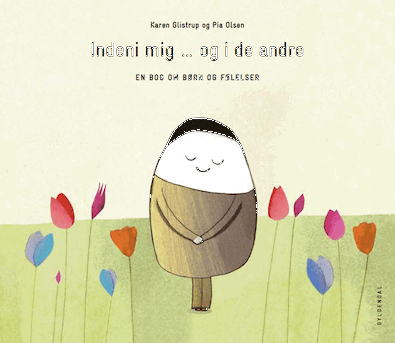 Karen Glistrup og Pia Olsen
Indeni mig ... og i de andre
EN BOG OM BØRN OG FØLELSER
GYLDENDAL